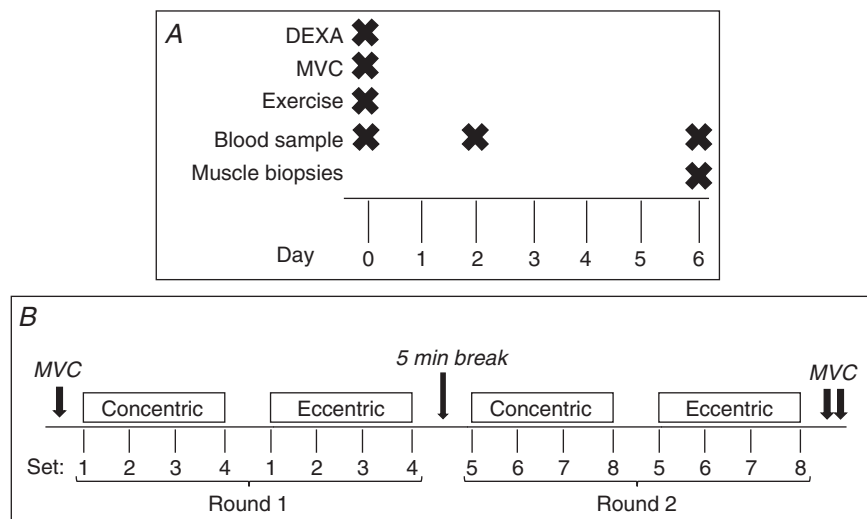 A
DEXA
MVC
Exercise
Blood sample
Muscle biopsies
Day 0 1 2 3 4 5 6
B
MVC 5 min break MVC
Concentric Eccentric Concentric Eccentric
Set: 1 2 3 4 1 2 3 4 5 6 7 8 5 6 7 8
Round 1 Round 2